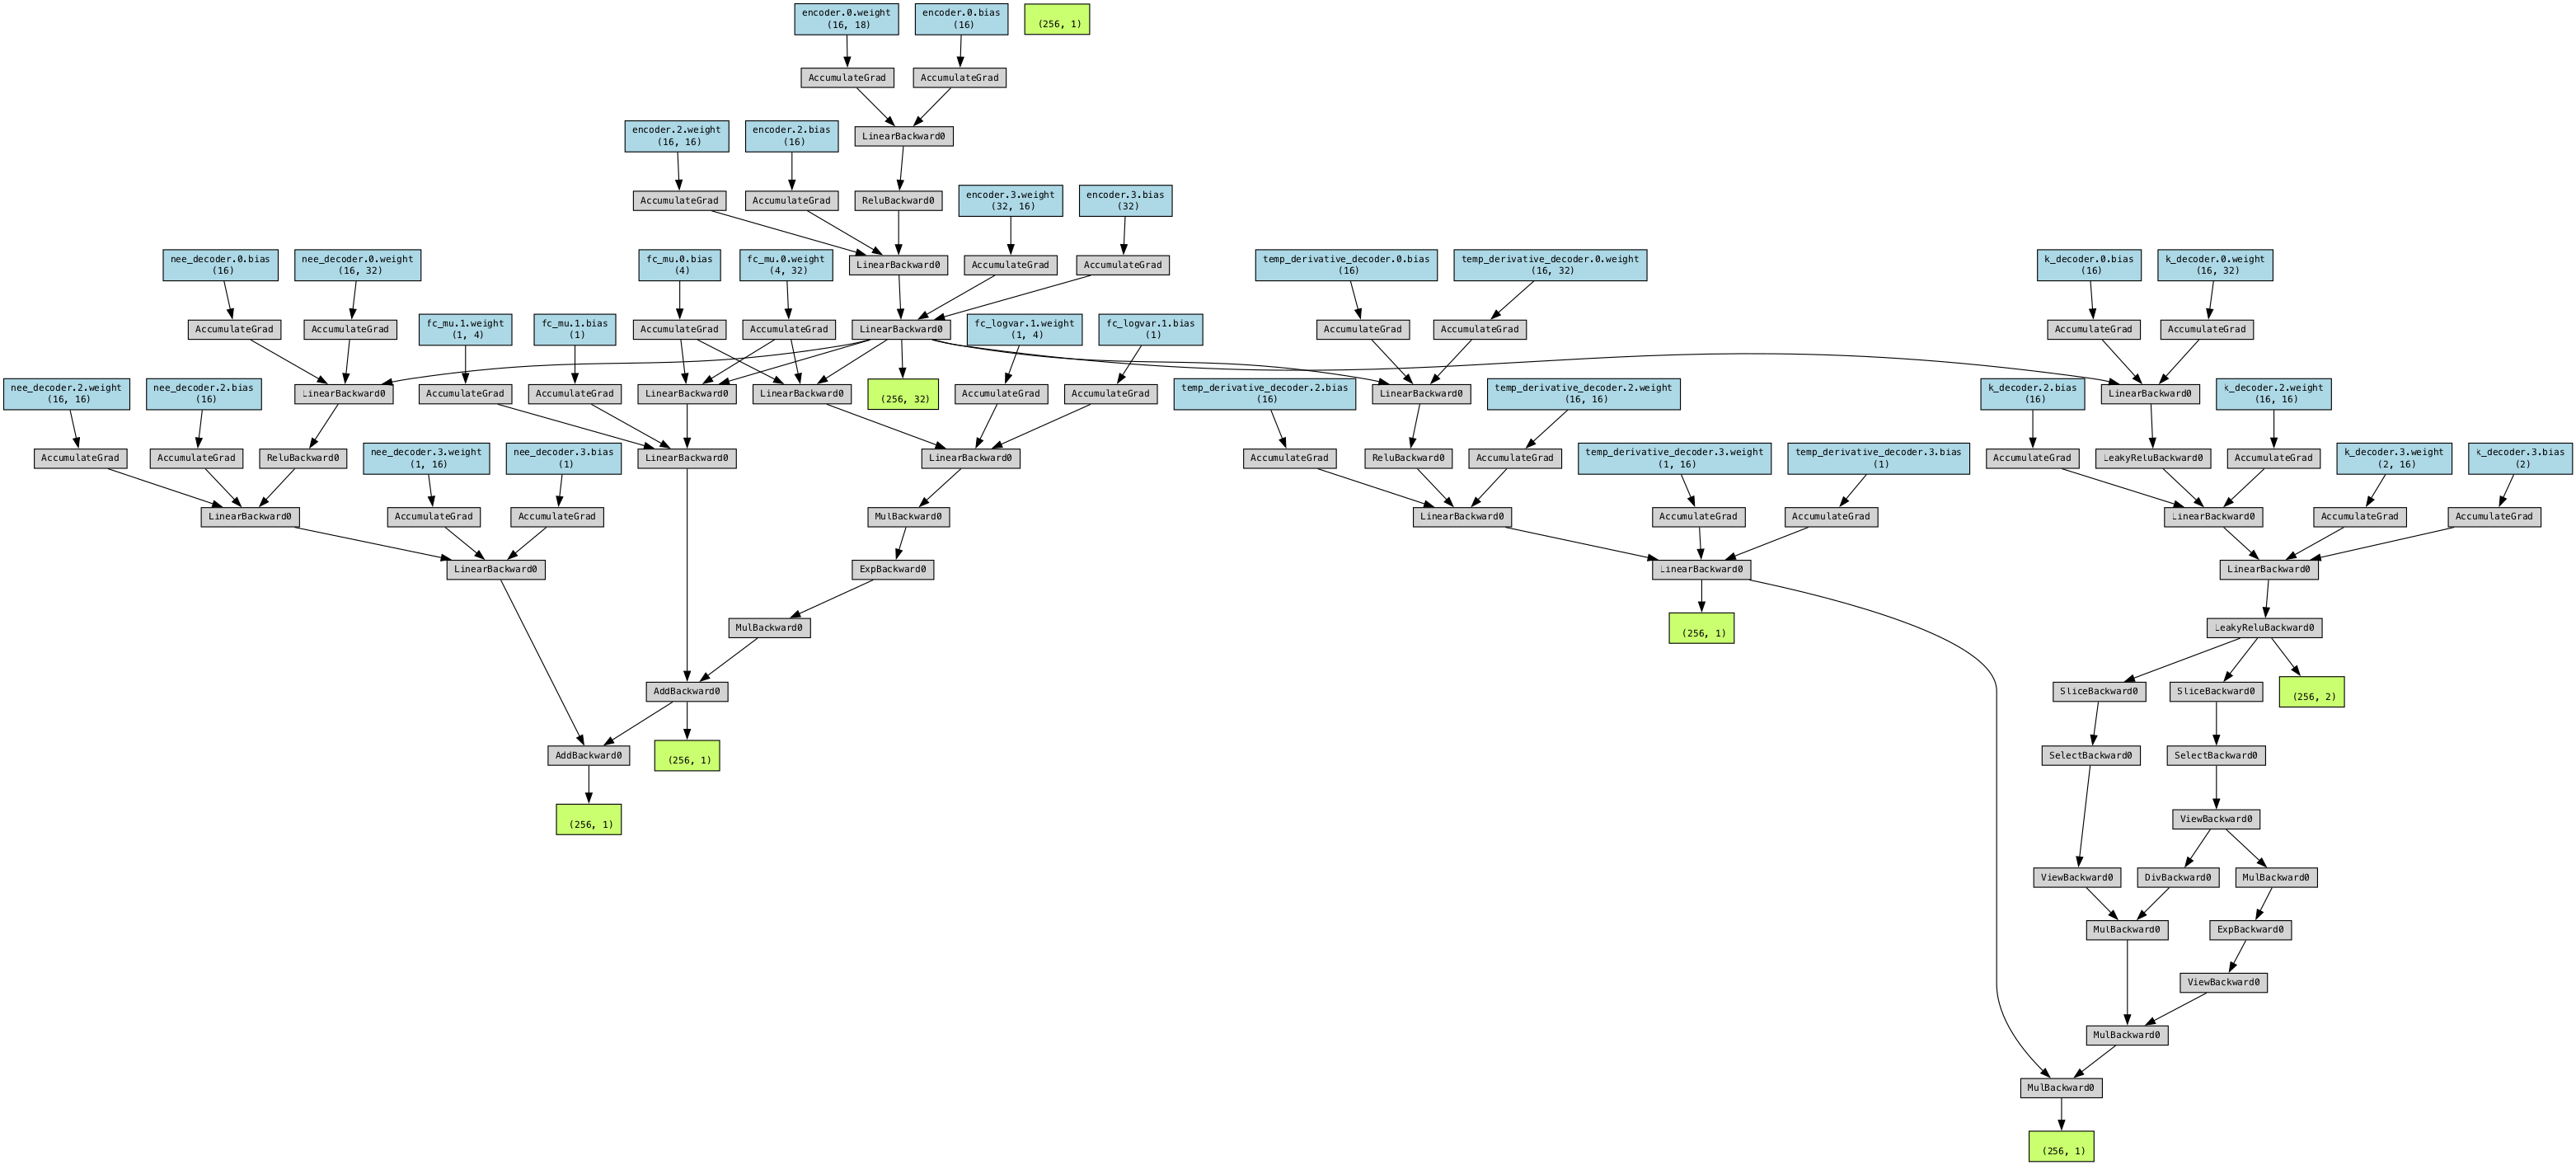 encoder.0.weight
(16, 18)
encoder.0.bias
(16)
(256, 1)
AccumulateGrad
AccumulateGrad
encoder.2.weight
(16, 16)
encoder.2.bias
(16)
LinearBackward0
AccumulateGrad
AccumulateGrad
ReluBackward0
encoder.3.weight
(32, 16)
encoder.3.bias
(32)
nee_decoder.0.bias
(16)
nee_decoder.0.weight
(16, 32)
fc_mu.0.bias
(4)
fc_mu.0.weight
(4, 32)
LinearBackward0
AccumulateGrad
AccumulateGrad
temp_derivative_decoder.0.bias
(16)
temp_derivative_decoder.0.weight
(16, 32)
k_decoder.0.bias
(16)
k_decoder.0.weight
(16, 32)
AccumulateGrad
AccumulateGrad
fc_mu.1.weight
(1, 4)
fc_mu.1.bias
(1)
AccumulateGrad
AccumulateGrad
LinearBackward0
fc_logvar.1.weight
(1, 4)
fc_logvar.1.bias
(1)
AccumulateGrad
AccumulateGrad
AccumulateGrad
AccumulateGrad
nee_decoder.2.weight
(16, 16)
nee_decoder.2.bias
(16)
LinearBackward0
AccumulateGrad
AccumulateGrad
LinearBackward0
LinearBackward0
(256, 32)
AccumulateGrad
AccumulateGrad
temp_derivative_decoder.2.bias
(16)
LinearBackward0
temp_derivative_decoder.2.weight
(16, 16)
k_decoder.2.bias
(16)
LinearBackward0
k_decoder.2.weight
(16, 16)
AccumulateGrad
AccumulateGrad
ReluBackward0
nee_decoder.3.weight
(1, 16)
nee_decoder.3.bias
(1)
LinearBackward0
LinearBackward0
AccumulateGrad
ReluBackward0
AccumulateGrad
temp_derivative_decoder.3.weight
(1, 16)
temp_derivative_decoder.3.bias
(1)
AccumulateGrad
LeakyReluBackward0
AccumulateGrad
k_decoder.3.weight
(2, 16)
k_decoder.3.bias
(2)
LinearBackward0
AccumulateGrad
AccumulateGrad
MulBackward0
LinearBackward0
AccumulateGrad
AccumulateGrad
LinearBackward0
AccumulateGrad
AccumulateGrad
LinearBackward0
ExpBackward0
LinearBackward0
LinearBackward0
MulBackward0
(256, 1)
LeakyReluBackward0
AddBackward0
SliceBackward0
SliceBackward0
(256, 2)
AddBackward0
(256, 1)
SelectBackward0
SelectBackward0
(256, 1)
ViewBackward0
ViewBackward0
DivBackward0
MulBackward0
MulBackward0
ExpBackward0
ViewBackward0
MulBackward0
MulBackward0
(256, 1)